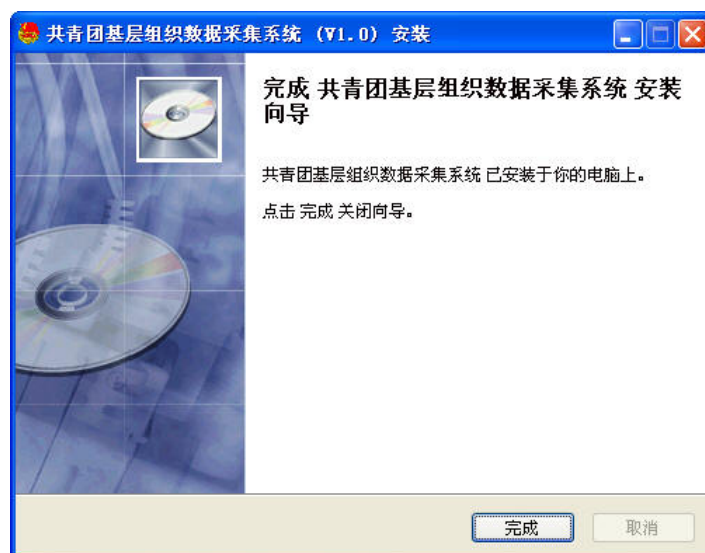 共青团基层组织数据采集系统 (V1.0) 安装
完成 共青团基层组织数据采集系统 安装
向导
共青团基层组织数据采集系统 已安装于你的电脑上。
点击 完成 关闭向导。
完成
取消